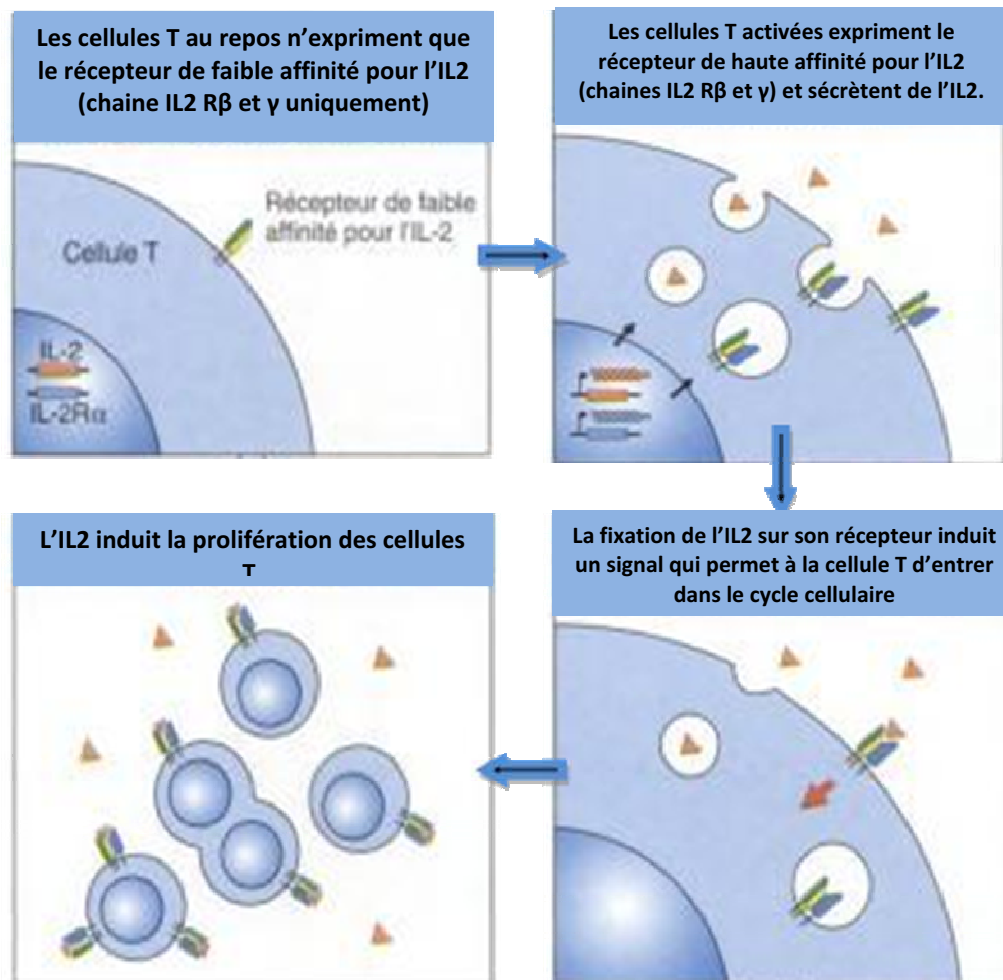 Les cellules T au repos n’expriment que
le récepteur de faible affinité pour l’IL2
(chaine IL2 Rβ et γ uniquement)
Récepteur de faible
affinité pour l'IL-2
Cellule T
IL-2
IL-2Rα
Les cellules T activées expriment le
récepteur de haute affinité pour l’IL2
(chaines IL2 Rβ et γ) et sécrètent de l’IL2.
La fixation de l’IL2 sur son récepteur induit
un signal qui permet à la cellule T d’entrer
dans le cycle cellulaire
L’IL2 induit la prolifération des cellules
T